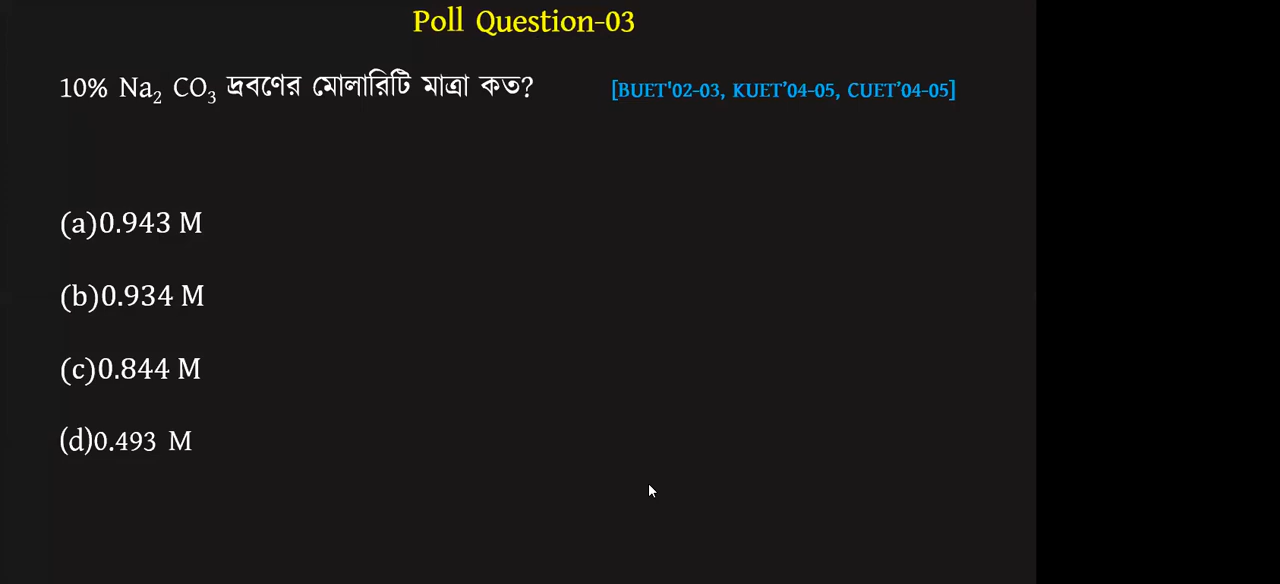 Poll Question-03
10% Na₂ CO₃ দ্রবণের মোলারিটি মাত্রা কত? [BUET'02-03, KUET’04-05, CUET’04-05]
(a)0.943 M
(b)0.934 M
(c)0.844 M
(d)0.493 M